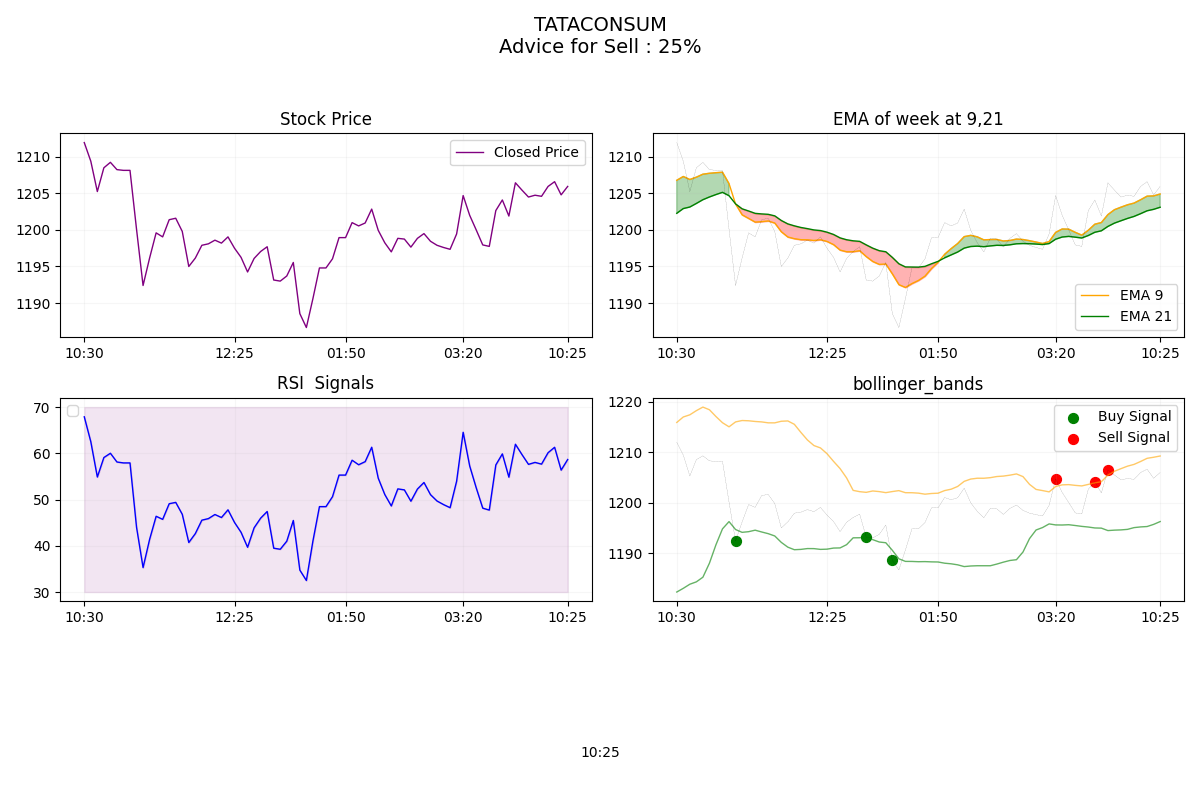 TATACONSUM
Advice for Sell : 25%
Stock Price
1210
1205
1200
1195
1190
Closed Price
10:30 12:25 01:50 03:20 10:25
EMA of week at 9,21
1210
1205
1200
1195
1190
EMA 9
EMA 21
10:30 12:25 01:50 03:20 10:25
RSI  Signals
70
60
50
40
30
10:30 12:25 01:50 03:20 10:25
bollinger_bands
1220
1210
1200
1190
Buy Signal
Sell Signal
10:30 12:25 01:50 03:20 10:25
10:25